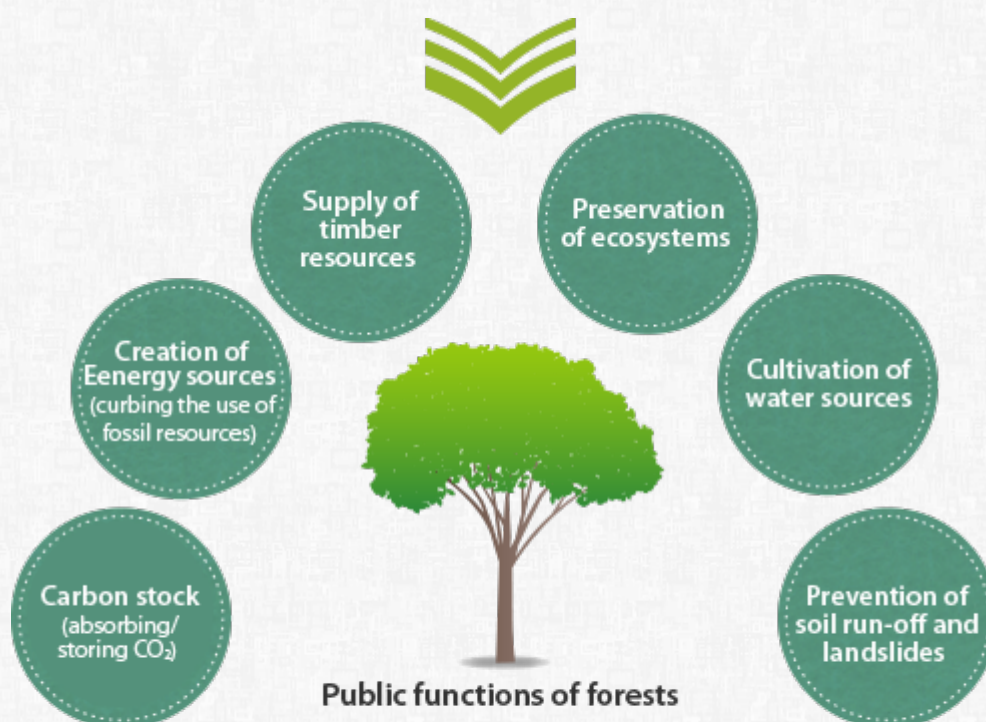 Supply of
timber
resources
Preservation
of ecosystems
Creation of
Eenergy sources
(curbing the use of
fossil resources)
Cultivation of
water sources
Carbon stock
(absorbing/
storing CO₂)
Prevention of
soil run-off and
landslides
Public functions of forests